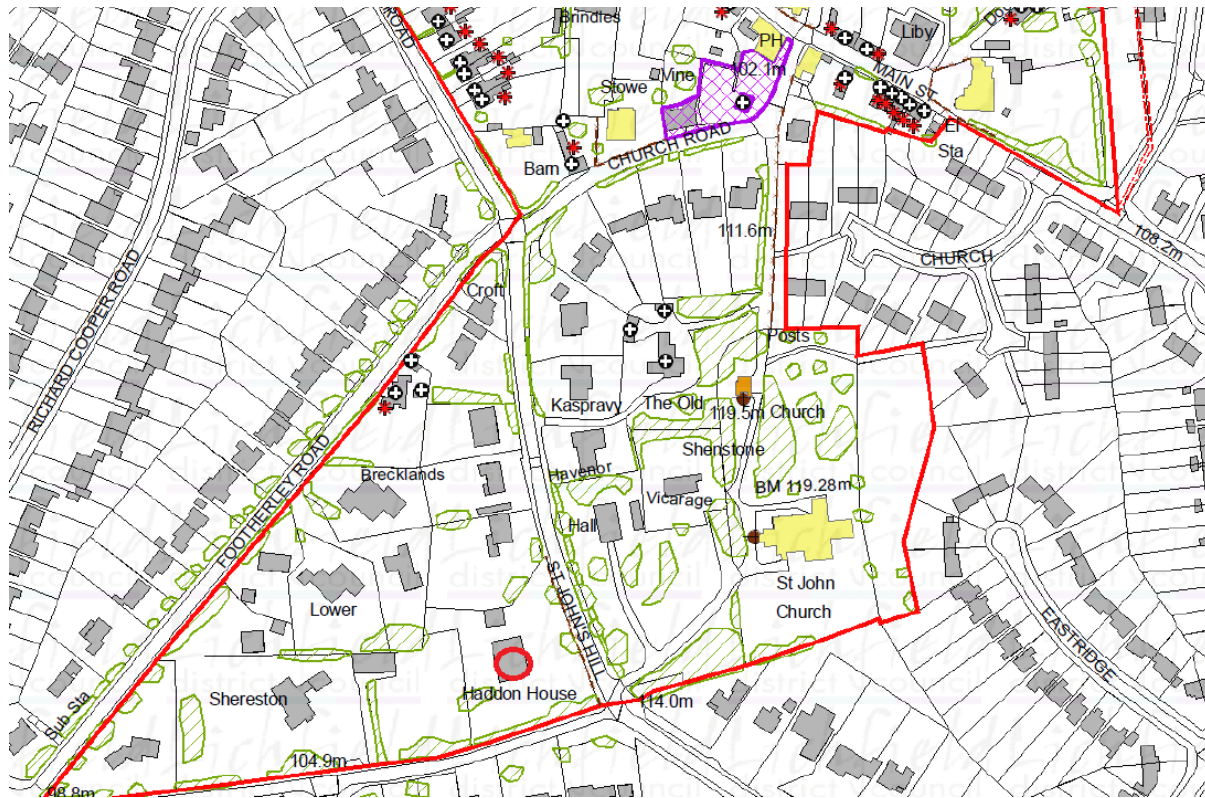 ROAD
Brindles
PH
Liby
Vine
102.1m
MAIN ST
Stowe
El
Sta
CHURCH ROAD
Barn
111.6m
108.2m
CHURCH
RICHARD COOPER ROAD
Croft
Posts
Kaspravy
The Old
119.5m
Church
Shenstone
FOOTHERLEY ROAD
Brecklands
Havenor
BM 119.28m
Vicarage
Hall
ST. JOHN'S HILL
St John
Church
Lower
EASTRIDGE
Shereston
Haddon House
114.0m
Sub Sta
104.9m
98.8m